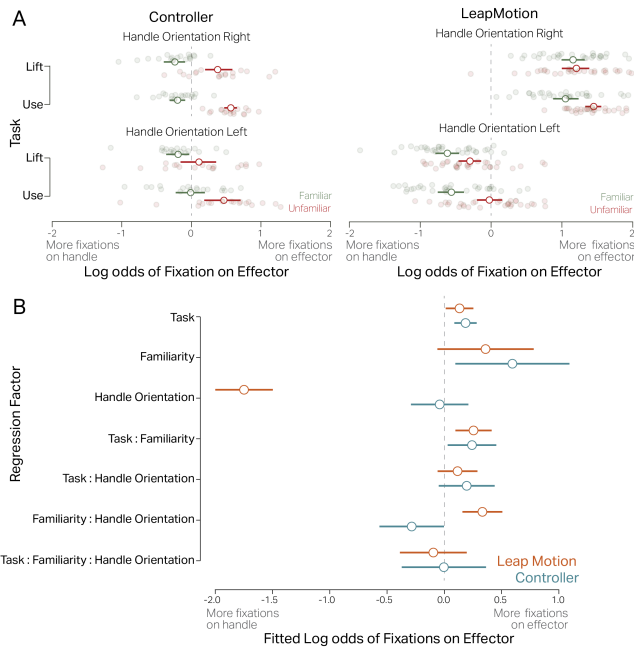 A
Controller
LeapMotion
Handle Orientation Right
Handle Orientation Right
Lift
Use
Task
Handle Orientation Left
Handle Orientation Left
Lift
Use
Familiar
Unfamiliar
Familiar
Unfamiliar
-2 -1 0 1 2
-2 -1 0 1 2
More fixations
on handle
More fixations
on effector
More fixations
on handle
More fixations
on effector
Log odds of Fixation on Effector
Log odds of Fixation on Effector
B
Regression Factor
Task
Familiarity
Handle Orientation
Task : Familiarity
Task : Handle Orientation
Familiarity : Handle Orientation
Task : Familiarity : Handle Orientation
Leap Motion
Controller
-2.0 -1.5 -1.0 -0.5 0.0 0.5 1.0
More fixations
on handle
More fixations
on effector
Fitted Log odds of Fixations on Effector